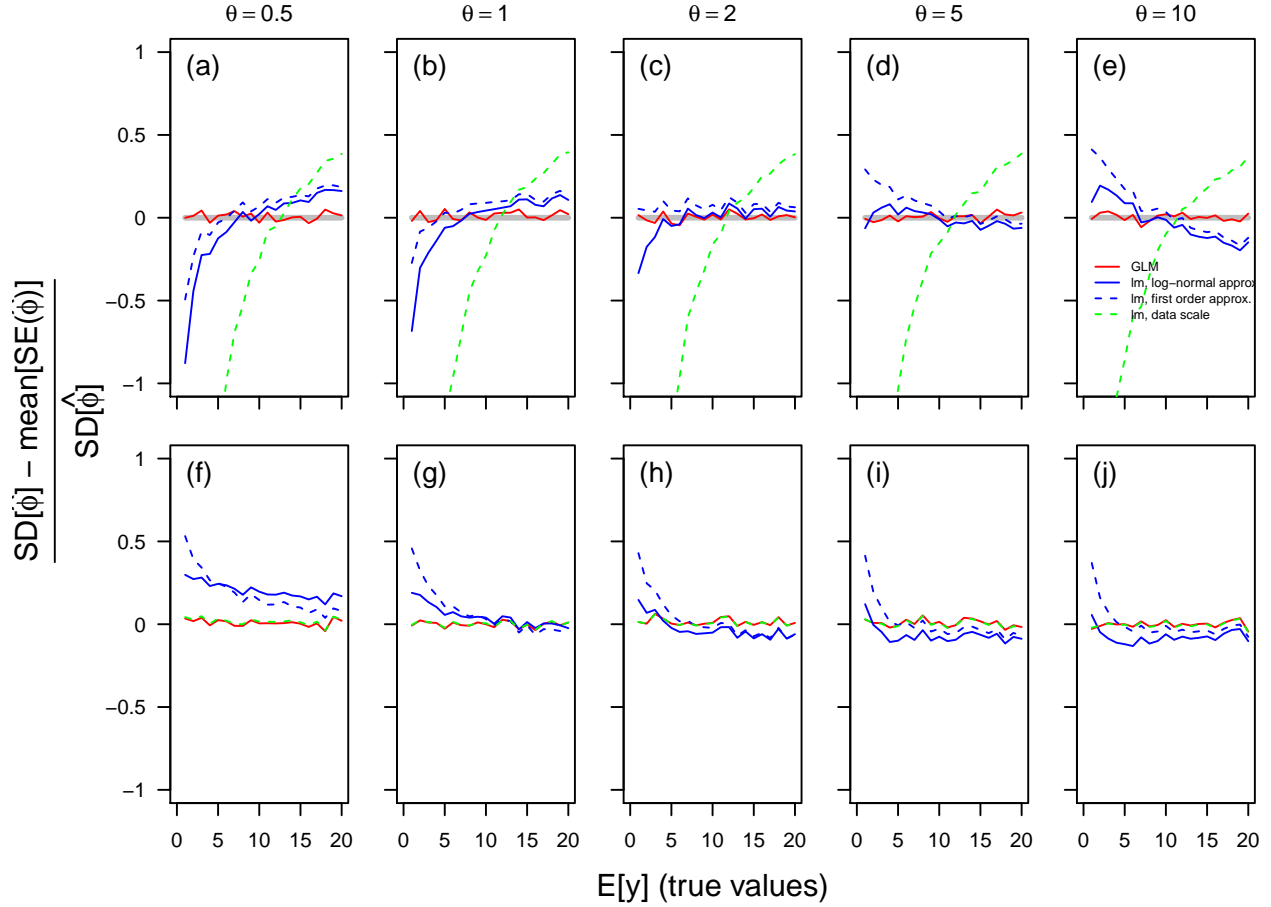 θ = 0.5 θ = 1 θ = 2 θ = 5 θ = 10
(a) (b) (c) (d) (e)
1
0.5
0
−0.5
−1
GLM
lm, log−normal approx
lm, first order approx.
lm, data scale
(f) (g) (h) (i) (j)
1
0.5
0
−0.5
−1
0 5 10 15 20 0 5 10 15 20 0 5 10 15 20 0 5 10 15 20 0 5 10 15 20
E[y] (true values)
SD[ϕ̂] − mean[SE(ϕ̂)]
SD[ϕ̂]